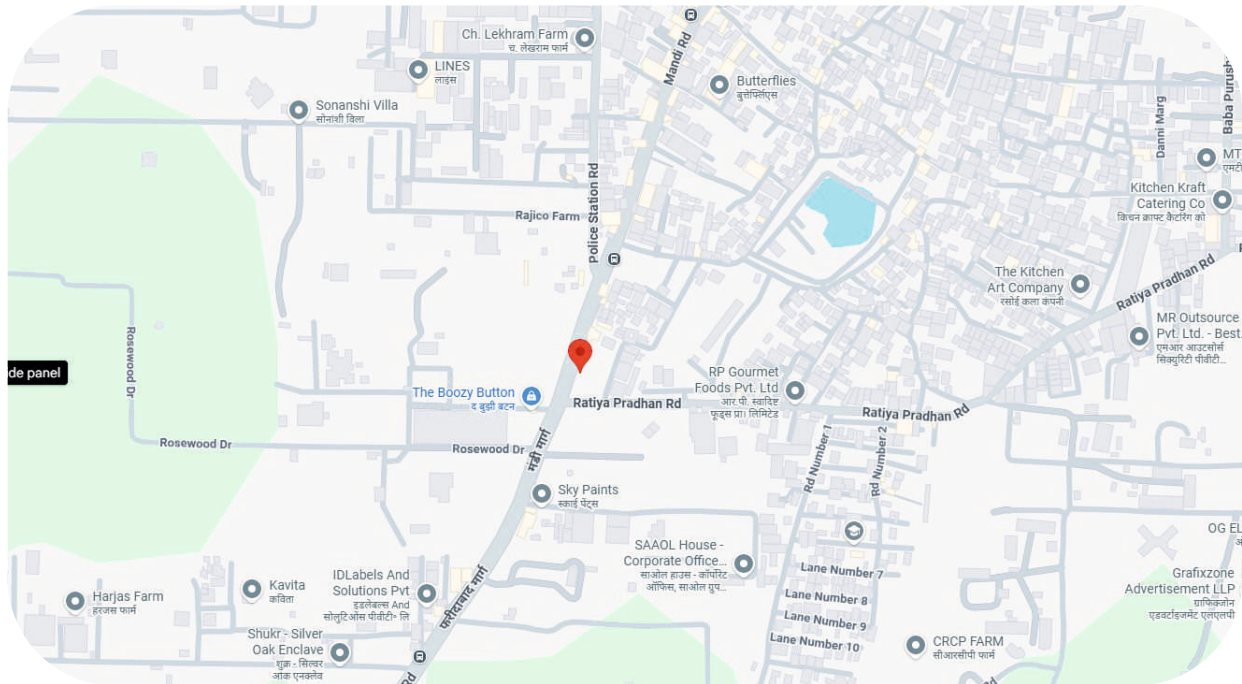 Ch. Lekhram Farm
च. लेखराम फार्म
LINES
लाइंस
Mandi Rd
Butterflies
बुत्तेर्फ्लिएस
Sonanshi Villa
सोनांशी विला
Danni Marg
Baba Purush
MT
एमटी
Kitchen Kraft
Catering Co
किचन क्राफ्ट कैटरिंग को
Rajico Farm
Police Station Rd
The Kitchen
Art Company
रसोई कला कंपनी
Ratiya Pradhan Rd
MR Outsource
Pvt. Ltd. - Best
एमआर आउटसोर्स
सिक्युरिटी पीवीटी...
Rosewood Dr
de panel
The Boozy Button
द बुझी बटन
Ratiya Pradhan Rd
RP Gourmet
Foods Pvt. Ltd
आर.पी. स्वादिष्ट
फूड्स प्रा। लिमिटेड
Ratiya Pradhan Rd
Rosewood Dr
Rosewood Dr
मंडी मार्ग
Rd Number 1
Rd Number 2
Sky Paints
स्काई पेंट्स
SAAOL House -
Corporate Office...
साओल हाउस - कॉर्पोरेट
ऑफिस, साओल ग्रुप...
OG EL
Lane Number 7
Lane Number 8
Lane Number 9
Lane Number 10
Grafixzone
Advertisement LLP
ग्राफिक्जोन
एडवर्टाइजमेंट एलएलपी
Harjas Farm
हरजस फार्म
Kavita
कविता
IDLabels And
Solutions Pvt
इडलेबल्स And
सोलुटिओंस पीवीटी॰ लि
फरीदाबाद मार्ग
Shukr - Silver
Oak Enclave
शुक्र - सिल्वर
ओक एनक्लेव
CRCP FARM
सीआरसीपी फार्म
Rd